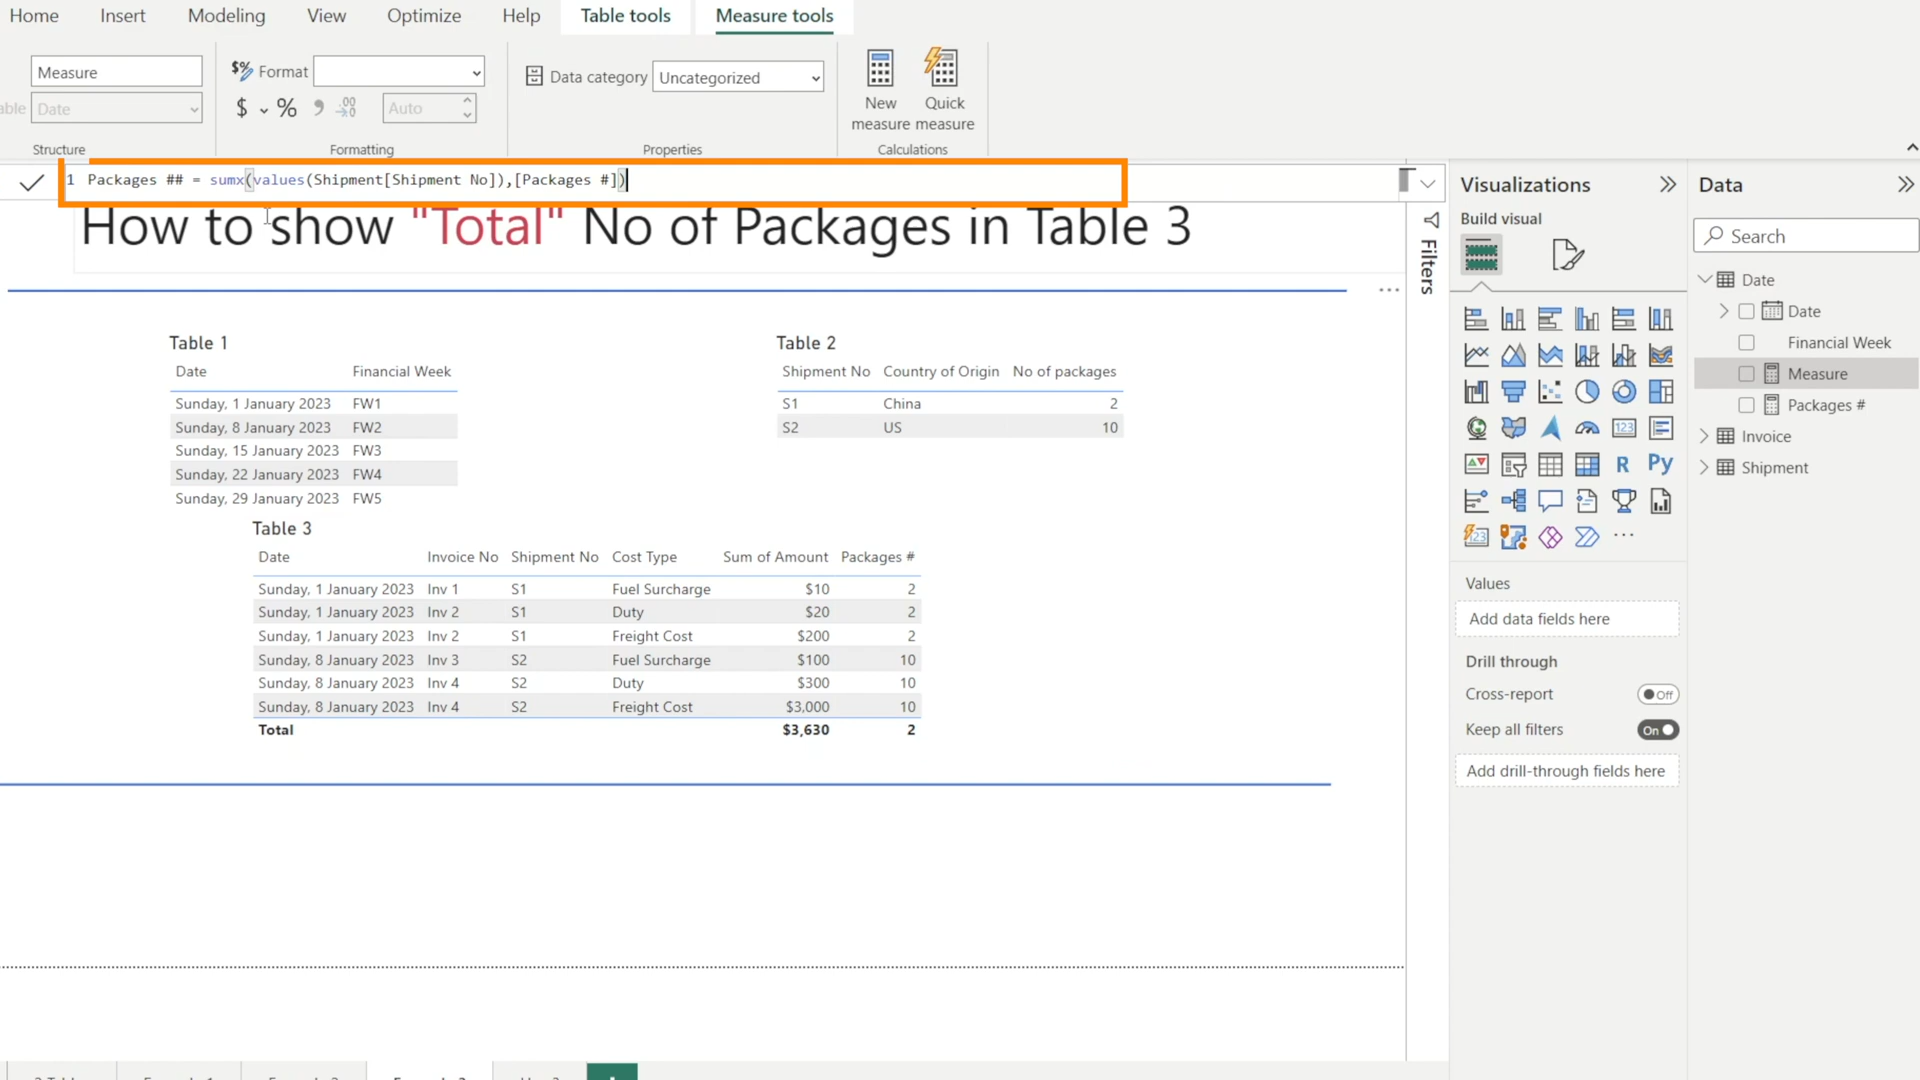 Home Insert Modeling View Optimize Help Table tools Measure tools
Measure
Format
Data category Uncategorized
New measure
Quick measure
Date
$ % Auto
Structure Formatting Properties Calculations
1 Packages ## = sumx(values(Shipment[Shipment No]),[Packages #])
How to show "Total" No of Packages in Table 3
Table 1
Date Financial Week
Sunday, 1 January 2023 FW1
Sunday, 8 January 2023 FW2
Sunday, 15 January 2023 FW3
Sunday, 22 January 2023 FW4
Sunday, 29 January 2023 FW5
Table 2
Shipment No Country of Origin No of packages
S1 China 2
S2 US 10
Table 3
Date Invoice No Shipment No Cost Type Sum of Amount Packages #
Sunday, 1 January 2023 Inv 1 S1 Fuel Surcharge $10 2
Sunday, 1 January 2023 Inv 2 S1 Duty $20 2
Sunday, 1 January 2023 Inv 2 S1 Freight Cost $200 2
Sunday, 8 January 2023 Inv 3 S2 Fuel Surcharge $100 10
Sunday, 8 January 2023 Inv 4 S2 Duty $300 10
Sunday, 8 January 2023 Inv 4 S2 Freight Cost $3,000 10
Total $3,630 2
Filters
Visualizations
Build visual
123
R Py
123
Values
Add data fields here
Drill through
Cross-report Off
Keep all filters On
Add drill-through fields here
Data
Search
Date
Date
Financial Week
Measure
Packages #
Invoice
Shipment